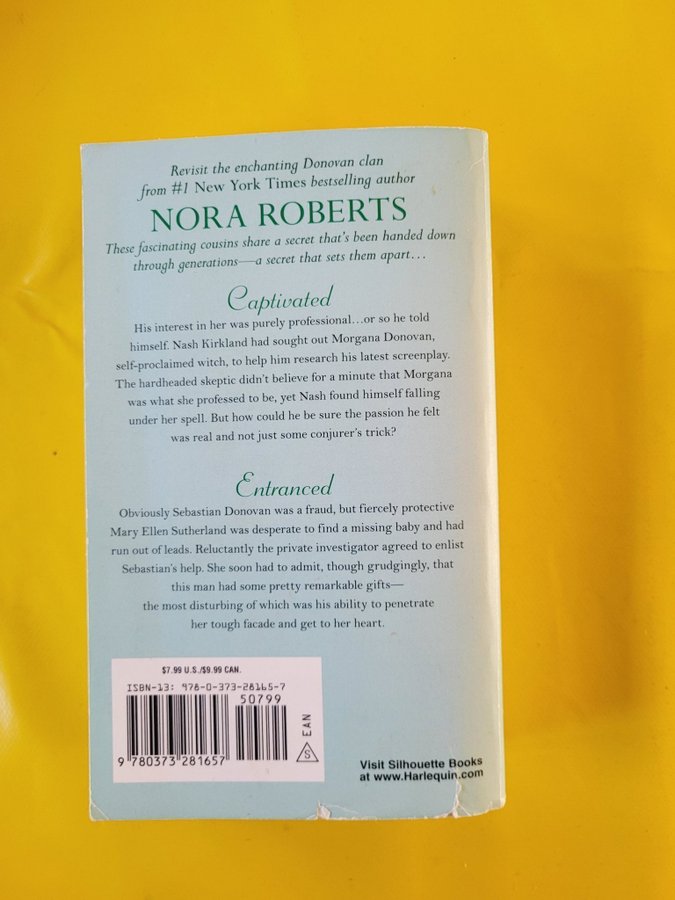 Revisit the enchanting Donovan clan
from #1 New York Times bestselling author
NORA ROBERTS
These fascinating cousins share a secret that's been handed down
through generations—a secret that sets them apart...
Captivated
His interest in her was purely professional...or so he told
himself. Nash Kirkland had sought out Morgana Donovan,
self-proclaimed witch, to help him research his latest screenplay.
The hardheaded skeptic didn't believe for a minute that Morgana
was what she professed to be, yet Nash found himself falling
under her spell. But how could he be sure the passion he felt
was real and not just some conjurer's trick?
Entranced
Obviously Sebastian Donovan was a fraud, but fiercely protective
Mary Ellen Sutherland was desperate to find a missing baby and had
run out of leads. Reluctantly the private investigator agreed to enlist
Sebastian's help. She soon had to admit, though grudgingly, that
this man had some pretty remarkable gifts—
the most disturbing of which was his ability to penetrate
her tough facade and get to her heart.
$7.99 U.S./$9.99 CAN.
ISBN-13: 978-0-373-28165-7
50799
EAN
S
9 780373 281657
Visit Silhouette Books
at www.Harlequin.com